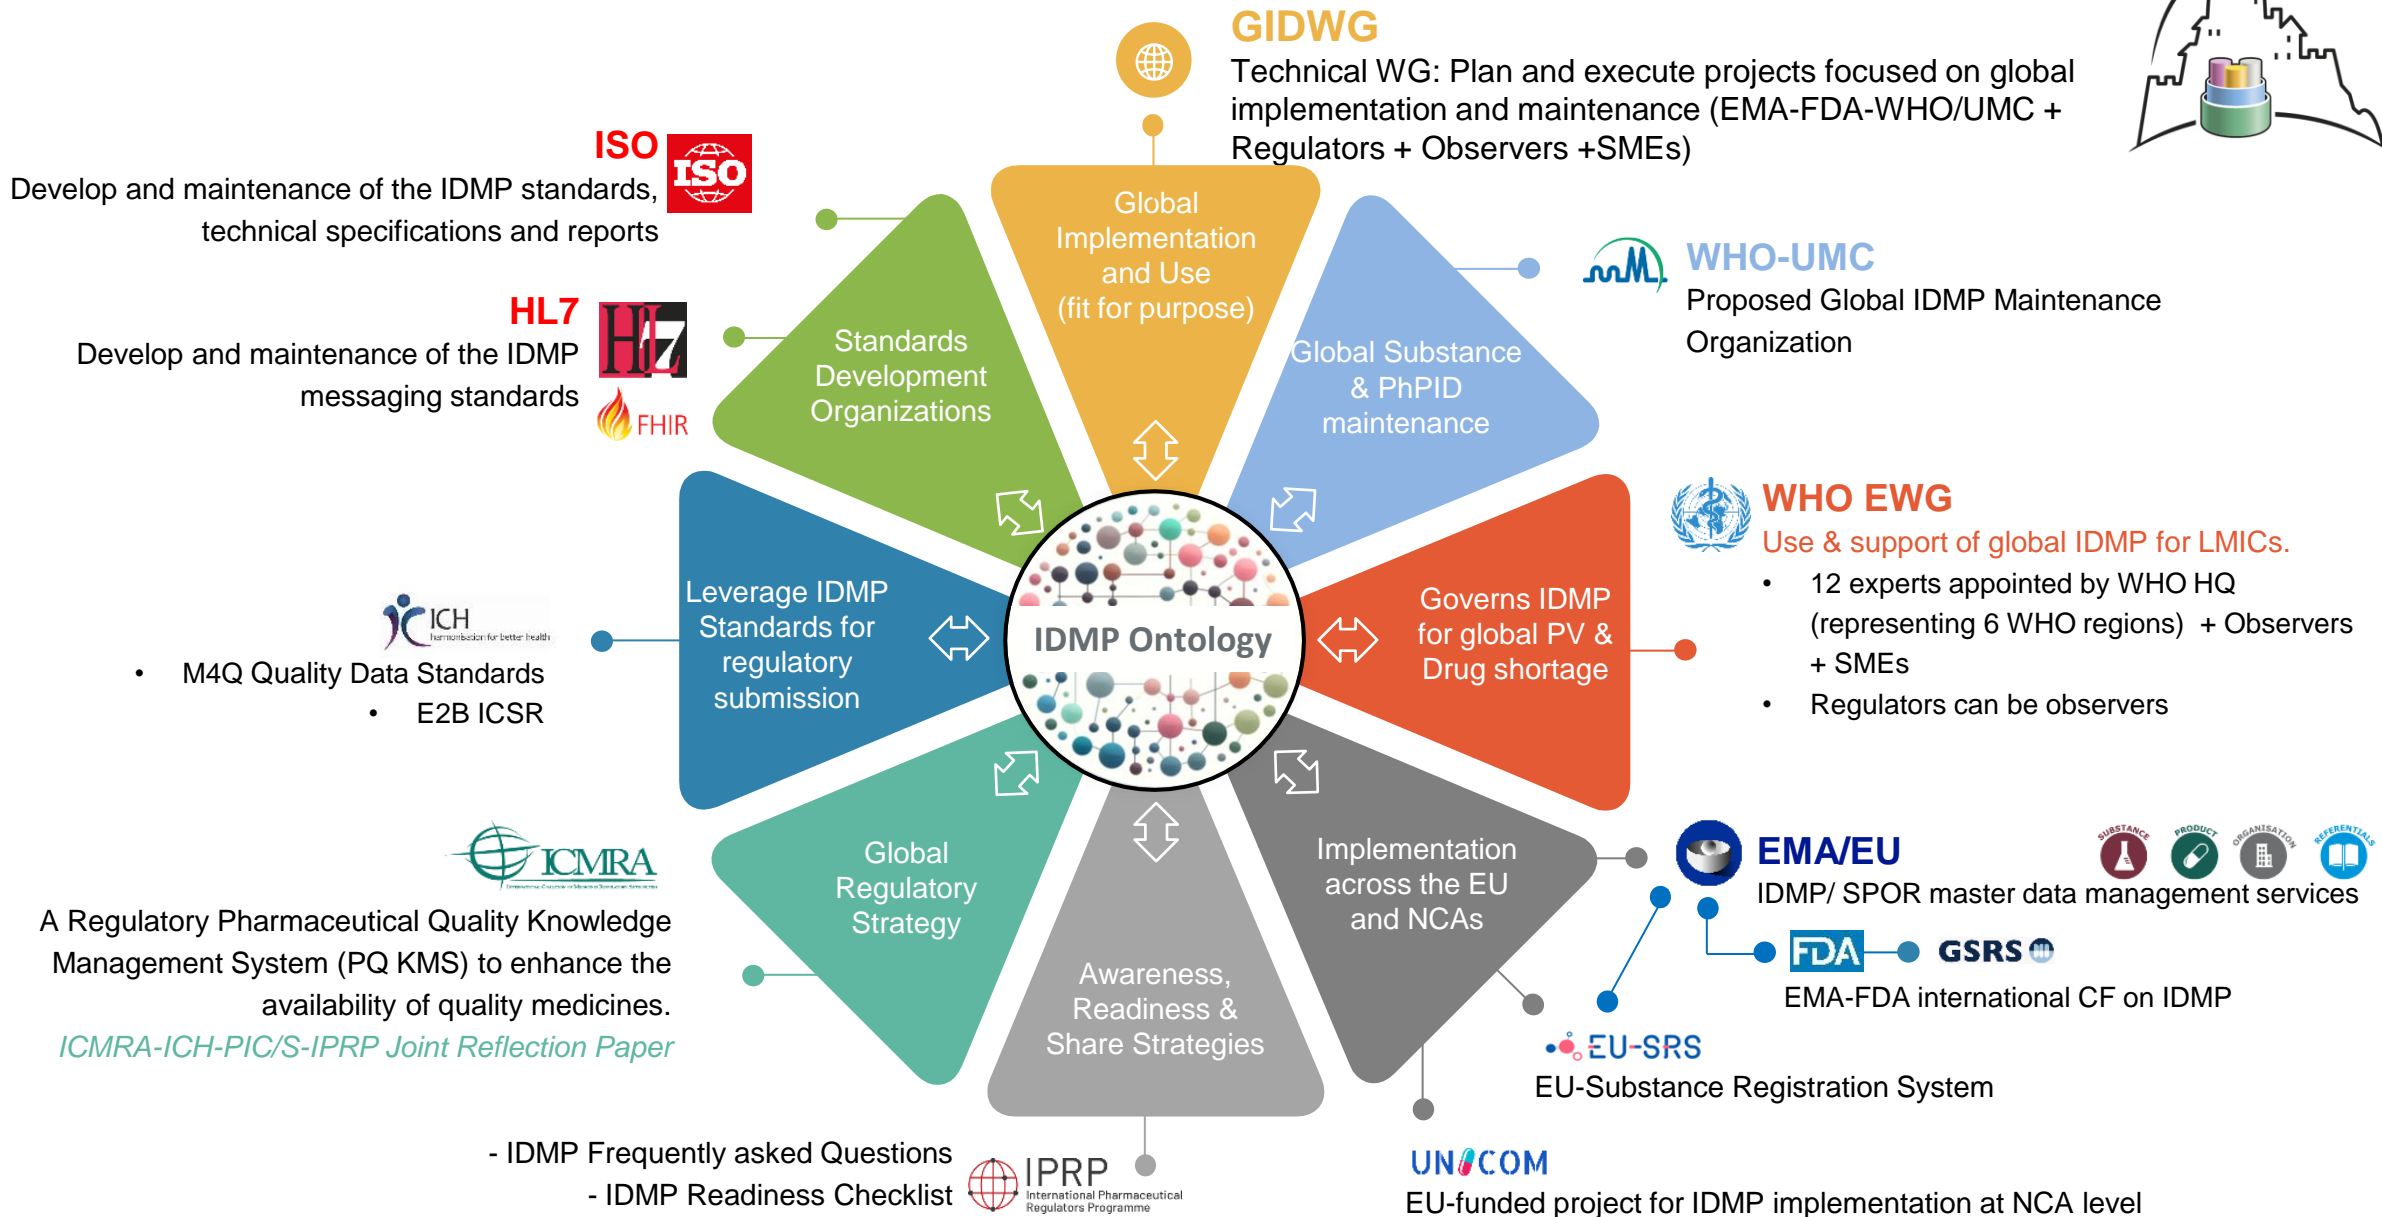 GIDWG
Technical WG: Plan and execute projects focused on global
implementation and maintenance (EMA-FDA-WHO/UMC +
Regulators + Observers +SMEs)
ISO
ISO
Develop and maintenance of the IDMP standards,
technical specifications and reports
HL7
HL7
FHIR
Develop and maintenance of the IDMP
messaging standards
Global
Implementation
and Use
(fit for purpose)
Standards
Development
Organizations
Global Substance
& PhPID
maintenance
WHO-UMC
Proposed Global IDMP Maintenance
Organization
WHO EWG
Use & support of global IDMP for LMICs.
• 12 experts appointed by WHO HQ
(representing 6 WHO regions) + Observers
+ SMEs
• Regulators can be observers
Leverage IDMP
Standards for
regulatory
submission
IDMP Ontology
Governs IDMP
for global PV &
Drug shortage
ICH
harmonisation for better health
• M4Q Quality Data Standards
• E2B ICSR
ICMRA
A Regulatory Pharmaceutical Quality Knowledge
Management System (PQ KMS) to enhance the
availability of quality medicines.
ICMRA-ICH-PIC/S-IPRP Joint Reflection Paper
Global
Regulatory
Strategy
Awareness,
Readiness &
Share Strategies
Implementation
across the EU
and NCAs
EMA/EU
SUBSTANCE
PRODUCT
ORGANISATION
REFERENTIALS
IDMP/ SPOR master data management services
FDA
GSRS
EMA-FDA international CF on IDMP
EU-SRS
EU-Substance Registration System
- IDMP Frequently asked Questions
- IDMP Readiness Checklist
IPRP
International Pharmaceutical
Regulators Programme
UNICOM
EU-funded project for IDMP implementation at NCA level